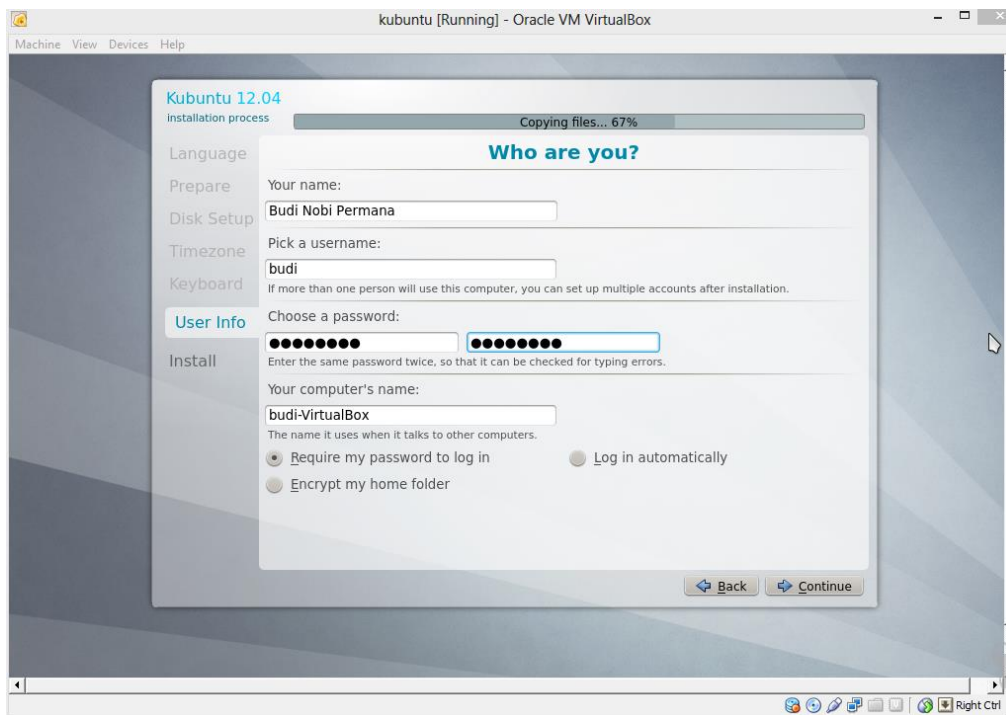 kubuntu [Running] - Oracle VM VirtualBox
Machine View Devices Help
Kubuntu 12.04
installation process
Copying files... 67%
Language
Prepare
Disk Setup
Timezone
Keyboard
User Info
Install
Who are you?
Your name:
Budi Nobi Permana
Pick a username:
budi
If more than one person will use this computer, you can set up multiple accounts after installation.
Choose a password:
●●●●●●●● ●●●●●●●●
Enter the same password twice, so that it can be checked for typing errors.
Your computer's name:
budi-VirtualBox
The name it uses when it talks to other computers.
Require my password to log in Log in automatically
Encrypt my home folder
Back Continue
Right Ctrl